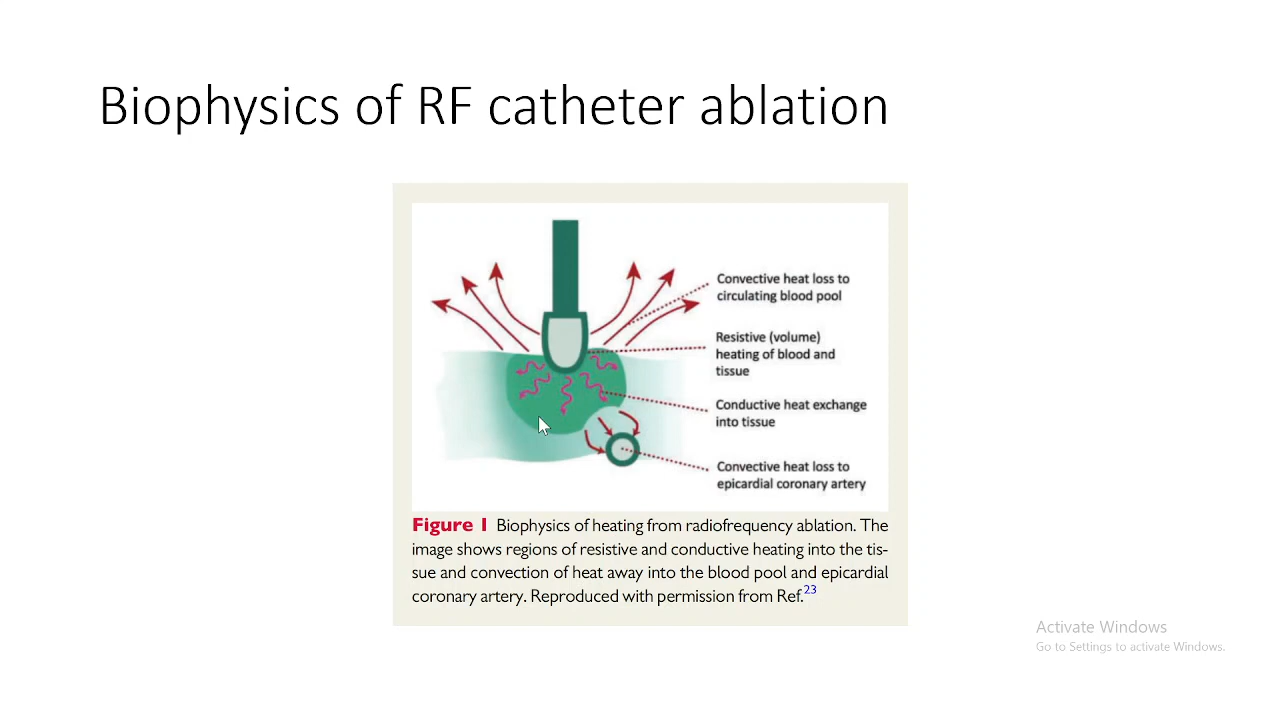 Biophysics of RF catheter ablation
Convective heat loss to
circulating blood pool
Resistive (volume)
heating of blood and
tissue
Conductive heat exchange
into tissue
Convective heat loss to
epicardial coronary artery
Figure 1 Biophysics of heating from radiofrequency ablation. The
image shows regions of resistive and conductive heating into the tis-
sue and convection of heat away into the blood pool and epicardial
coronary artery. Reproduced with permission from Ref.23
Activate Windows
Go to Settings to activate Windows.